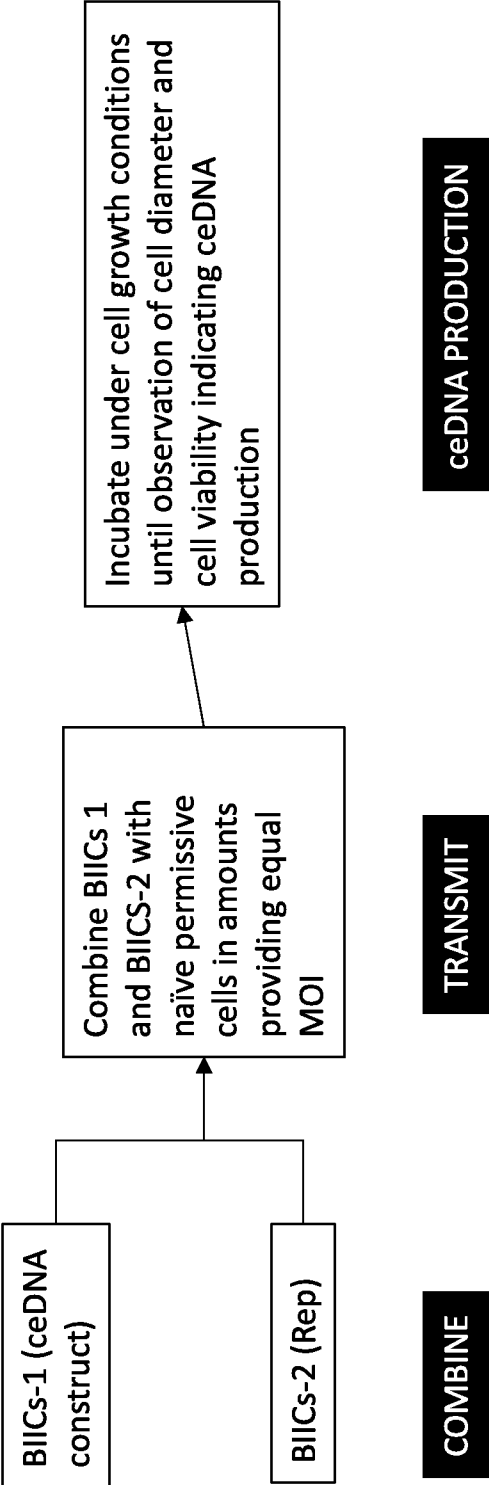 BIICs-1 (ceDNA
construct)
BIICs-2 (Rep)
Combine BIICs 1
and BIICS-2 with
naïve permissive
cells in amounts
providing equal
MOI
Incubate under cell growth conditions
until observation of cell diameter and
cell viability indicating ceDNA
production
COMBINE
TRANSMIT
ceDNA PRODUCTION